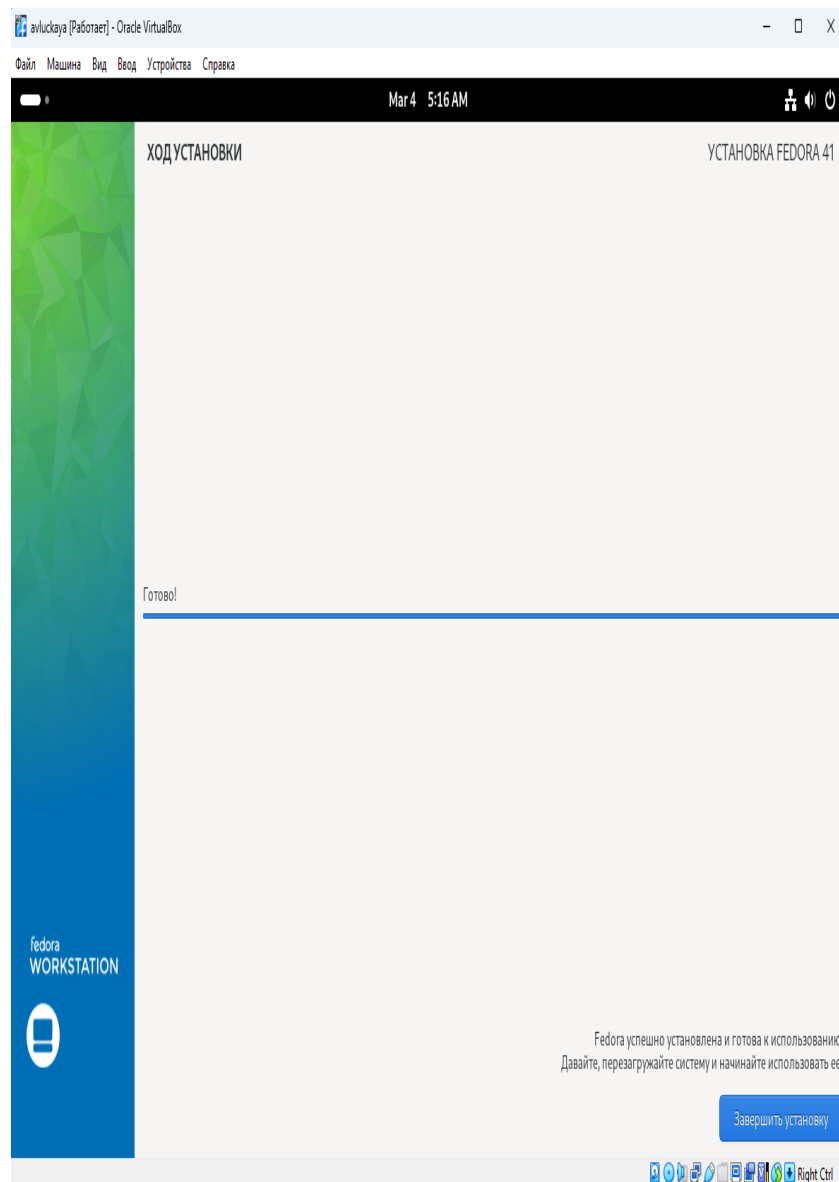 avluckaya [Работает] - Oracle VirtualBox
Файл Машина Вид Ввод Устройства Справка
Mar 4 5:16 AM
ХОД УСТАНОВКИ
УСТАНОВКА FEDORA 41
Готово!
fedora
WORKSTATION
Fedora успешно установлена и готова к использованию
Давайте, перезагружайте систему и начинайте использовать ее
Завершить установку
Right Ctrl